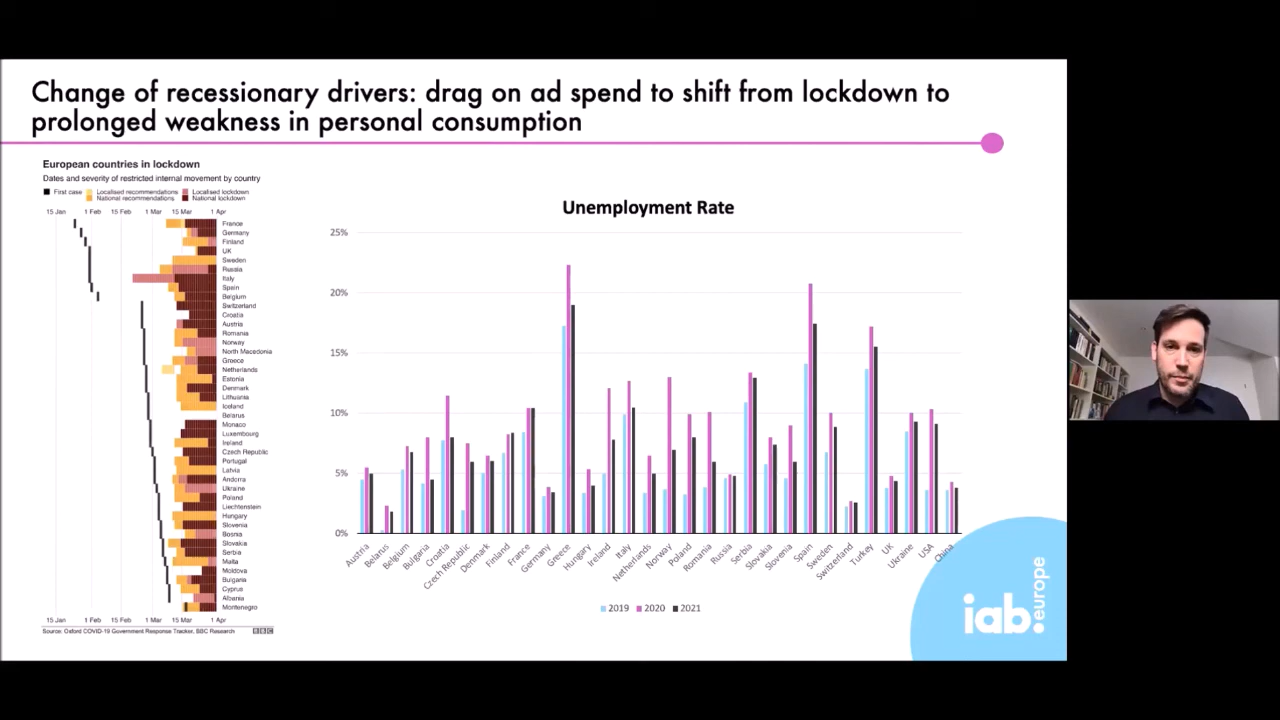 Change of recessionary drivers: drag on ad spend to shift from lockdown to
prolonged weakness in personal consumption
European countries in lockdown
Dates and severity of restricted internal movement by country
First case Localised recommendations Localised lockdown
National recommendations National lockdown
15 Jan 1 Feb 15 Feb 1 Mar 15 Mar 1 Apr
France
Germany
Finland
UK
Sweden
Russia
Italy
Spain
Belgium
Switzerland
Croatia
Austria
Romania
Norway
North Macedonia
Greece
Netherlands
Estonia
Denmark
Lithuania
Iceland
Belarus
Monaco
Luxembourg
Ireland
Czech Republic
Portugal
Latvia
Andorra
Ukraine
Poland
Liechtenstein
Hungary
Slovenia
Bosnia
Slovakia
Serbia
Malta
Moldova
Bulgaria
Cyprus
Albania
Montenegro
15 Jan 1 Feb 15 Feb 1 Mar 15 Mar 1 Apr
Source: Oxford COVID-19 Government Response Tracker, BBC Research
BBC
Unemployment Rate
25%
20%
15%
10%
5%
0%
Austria Belarus Belgium Bulgaria Croatia Czech Republic Denmark Finland France Germany Greece Hungary Ireland Italy Netherlands Norway Poland Romania Russia Serbia Slovakia Slovenia Spain Sweden Switzerland Turkey UK Ukraine USA China
2019 2020 2021
iab.
europe